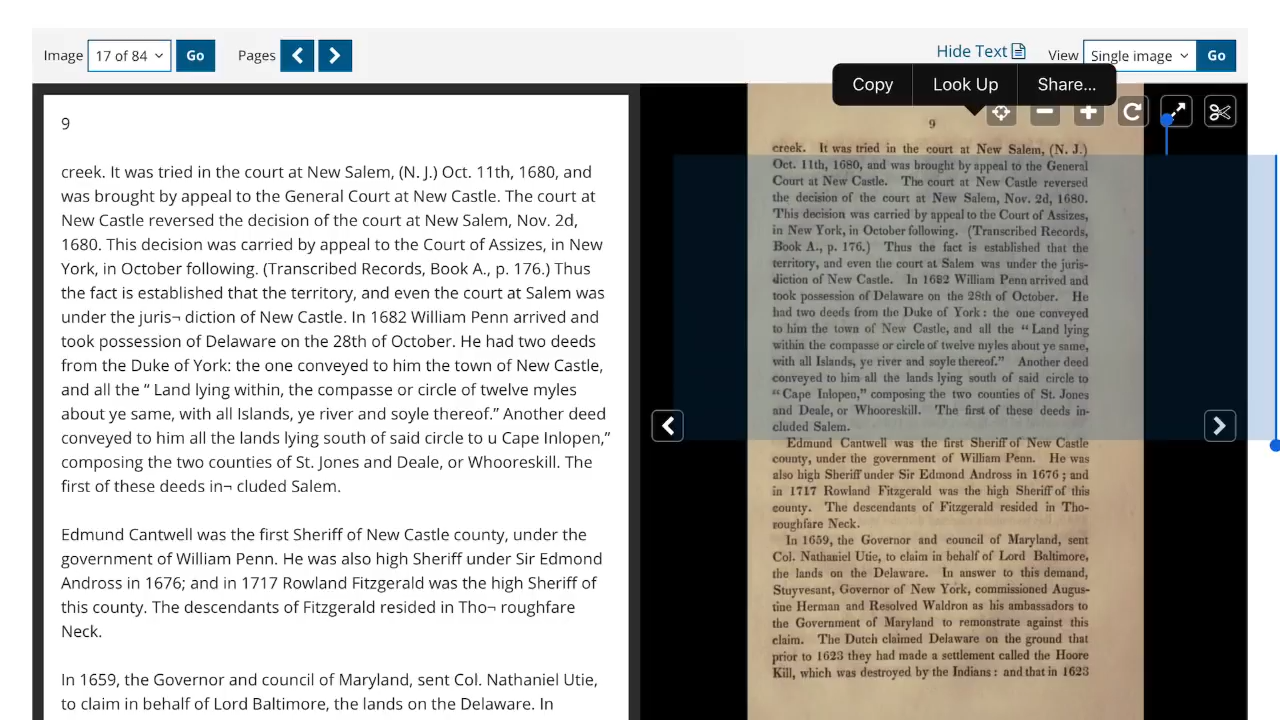 Image 17 of 84 Go Pages Hide Text View Single image Go
Copy Look Up Share...
9
creek. It was tried in the court at New Salem, (N. J.) Oct. 11th, 1680, and
was brought by appeal to the General Court at New Castle. The court at
New Castle reversed the decision of the court at New Salem, Nov. 2d,
1680. This decision was carried by appeal to the Court of Assizes, in New
York, in October following. (Transcribed Records, Book A., p. 176.) Thus
the fact is established that the territory, and even the court at Salem was
under the juris¬ diction of New Castle. In 1682 William Penn arrived and
took possession of Delaware on the 28th of October. He had two deeds
from the Duke of York: the one conveyed to him the town of New Castle,
and all the “ Land lying within, the compasse or circle of twelve myles
about ye same, with all Islands, ye river and soyle thereof.” Another deed
conveyed to him all the lands lying south of said circle to u Cape Inlopen,”
composing the two counties of St. Jones and Deale, or Whooreskill. The
first of these deeds in¬ cluded Salem.
Edmund Cantwell was the first Sheriff of New Castle county, under the
government of William Penn. He was also high Sheriff under Sir Edmond
Andross in 1676; and in 1717 Rowland Fitzgerald was the high Sheriff of
this county. The descendants of Fitzgerald resided in Tho¬ roughfare
Neck.
In 1659, the Governor and council of Maryland, sent Col. Nathaniel Utie,
to claim in behalf of Lord Baltimore, the lands on the Delaware. In
9
creek. It was tried in the court at New Salem, (N. J.)
Oct. 11th, 1680, and was brought by appeal to the General
Court at New Castle. The court at New Castle reversed
the decision of the court at New Salem, Nov. 2d, 1680.
This decision was carried by appeal to the Court of Assizes,
in New York, in October following. (Transcribed Records,
Book A., p. 176.) Thus the fact is established that the
territory, and even the court at Salem was under the juris-
diction of New Castle. In 1682 William Penn arrived and
took possession of Delaware on the 28th of October. He
had two deeds from the Duke of York : the one conveyed
to him the town of New Castle, and all the “ Land lying
within the compasse or circle of twelve myles about ye same,
with all Islands, ye river and soyle thereof.” Another deed
conveyed to him all the lands lying south of said circle to
“ Cape Inlopen,” composing the two counties of St. Jones
and Deale, or Whooreskill. The first of these deeds in-
cluded Salem.
Edmund Cantwell was the first Sheriff of New Castle
county, under the government of William Penn. He was
also high Sheriff under Sir Edmond Andross in 1676 ; and
in 1717 Rowland Fitzgerald was the high Sheriff of this
county. The descendants of Fitzgerald resided in Tho-
roughfare Neck.
In 1659, the Governor and council of Maryland, sent
Col. Nathaniel Utie, to claim in behalf of Lord Baltimore,
the lands on the Delaware. In answer to this demand,
Stuyvesant, Governor of New York, commissioned Augus-
tine Herman and Resolved Waldron as his ambassadors to
the Government of Maryland to remonstrate against this
claim. The Dutch claimed Delaware on the ground that
prior to 1623 they had made a settlement called the Hoore
Kill, which was destroyed by the Indians : and that in 1623